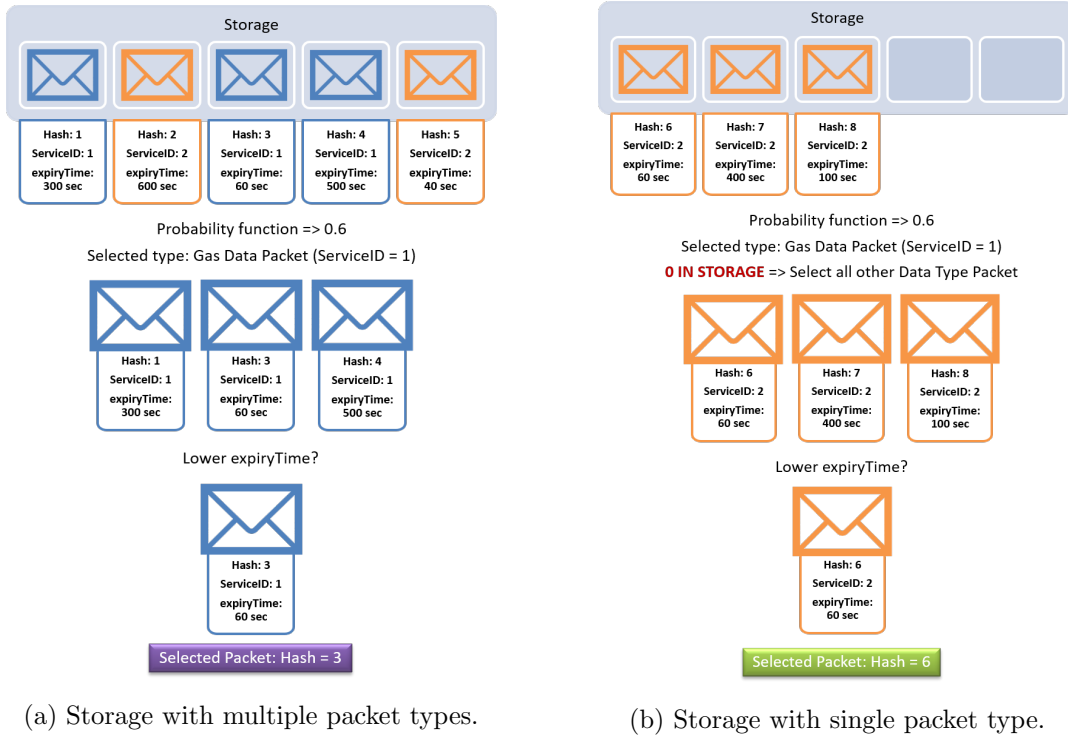 Storage
Hash: 1
ServiceID: 1
expiryTime:
300 sec
Hash: 2
ServiceID: 2
expiryTime:
600 sec
Hash: 3
ServiceID: 1
expiryTime:
60 sec
Hash: 4
ServiceID: 1
expiryTime:
500 sec
Hash: 5
ServiceID: 2
expiryTime:
40 sec
Probability function => 0.6
Selected type: Gas Data Packet (ServiceID = 1)
Hash: 1
ServiceID: 1
expiryTime:
300 sec
Hash: 3
ServiceID: 1
expiryTime:
60 sec
Hash: 4
ServiceID: 1
expiryTime:
500 sec
Lower expiryTime?
Hash: 3
ServiceID: 1
expiryTime:
60 sec
Selected Packet: Hash = 3
(a) Storage with multiple packet types.
Storage
Hash: 6
ServiceID: 2
expiryTime:
60 sec
Hash: 7
ServiceID: 2
expiryTime:
400 sec
Hash: 8
ServiceID: 2
expiryTime:
100 sec
Probability function => 0.6
Selected type: Gas Data Packet (ServiceID = 1)
0 IN STORAGE => Select all other Data Type Packet
Hash: 6
ServiceID: 2
expiryTime:
60 sec
Hash: 7
ServiceID: 2
expiryTime:
400 sec
Hash: 8
ServiceID: 2
expiryTime:
100 sec
Lower expiryTime?
Hash: 6
ServiceID: 2
expiryTime:
60 sec
Selected Packet: Hash = 6
(b) Storage with single packet type.